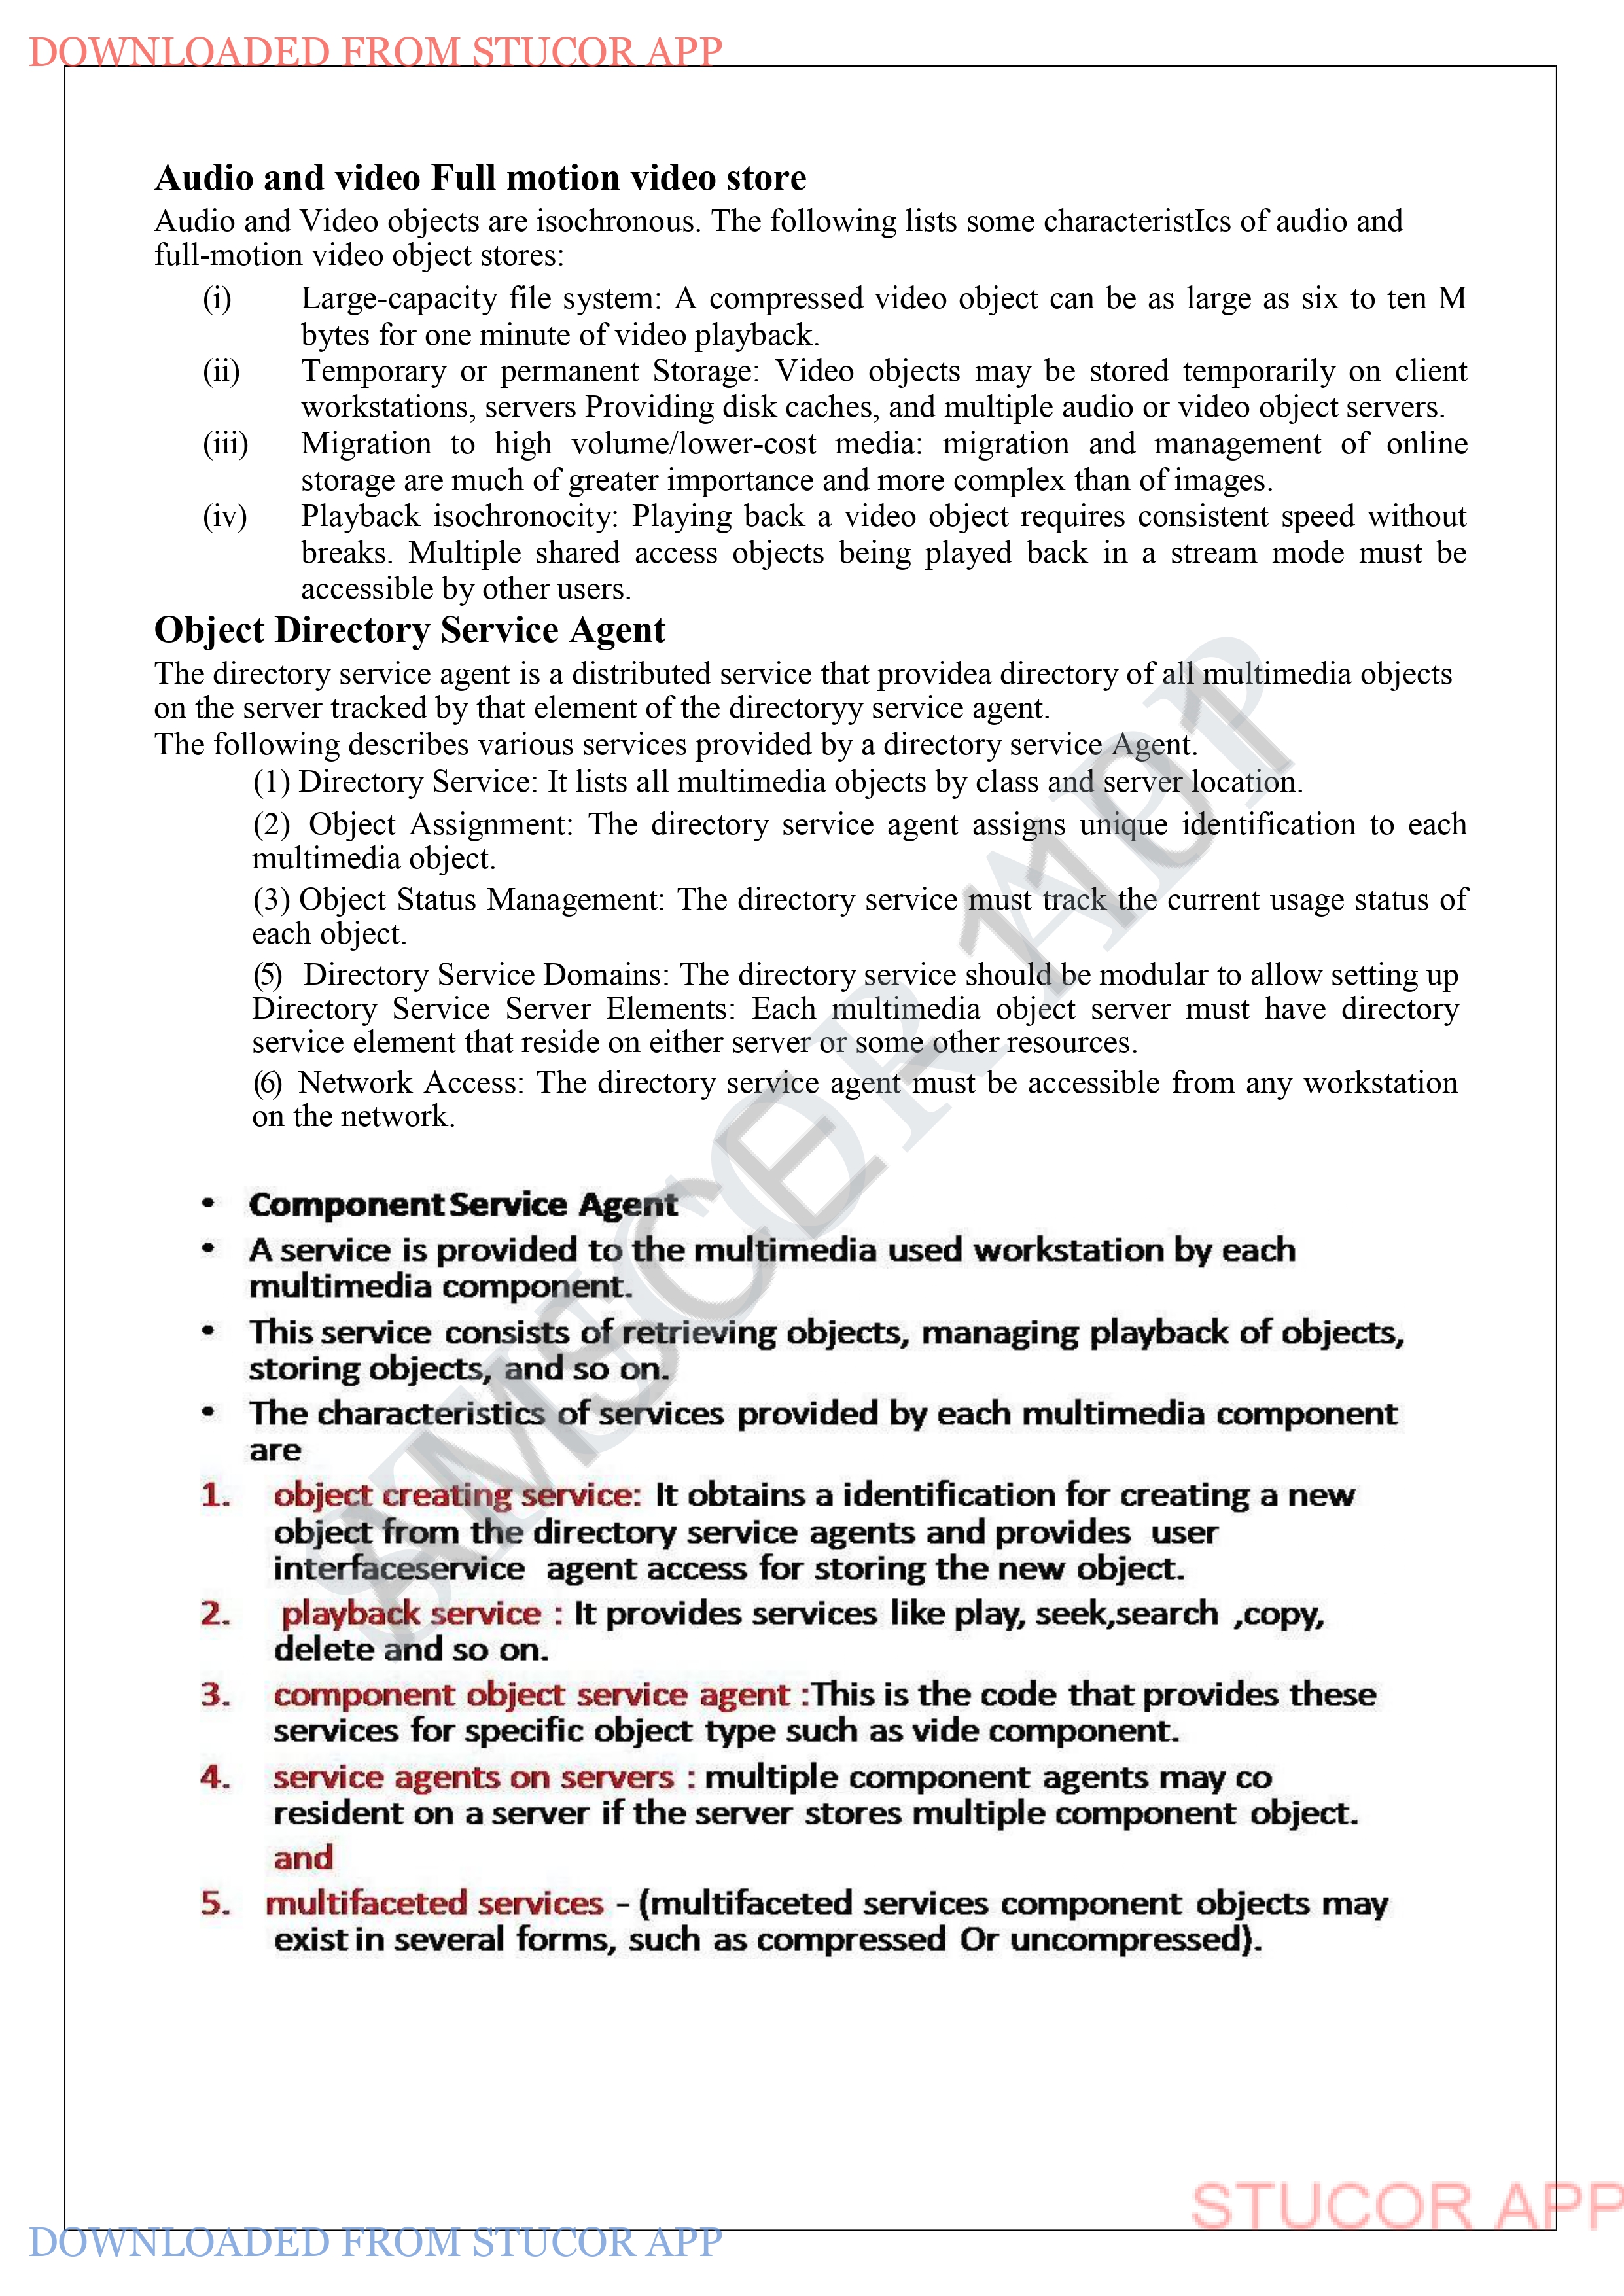 DOWNLOADED FROM STUCOR APP
Audio and video Full motion video store
Audio and Video objects are isochronous. The following lists some characteristIcs of audio and
full-motion video object stores:
(i) Large-capacity file system: A compressed video object can be as large as six to ten M
bytes for one minute of video playback.
(ii) Temporary or permanent Storage: Video objects may be stored temporarily on client
workstations, servers Providing disk caches, and multiple audio or video object servers.
(iii) Migration to high volume/lower-cost media: migration and management of online
storage are much of greater importance and more complex than of images.
(iv) Playback isochronocity: Playing back a video object requires consistent speed without
breaks. Multiple shared access objects being played back in a stream mode must be
accessible by other users.
Object Directory Service Agent
The directory service agent is a distributed service that providea directory of all multimedia objects
on the server tracked by that element of the directoryy service agent.
The following describes various services provided by a directory service Agent.
(1) Directory Service: It lists all multimedia objects by class and server location.
(2) Object Assignment: The directory service agent assigns unique identification to each
multimedia object.
(3) Object Status Management: The directory service must track the current usage status of
each object.
(5) Directory Service Domains: The directory service should be modular to allow setting up
Directory Service Server Elements: Each multimedia object server must have directory
service element that reside on either server or some other resources.
(6) Network Access: The directory service agent must be accessible from any workstation
on the network.
• Component Service Agent
• A service is provided to the multimedia used workstation by each
multimedia component.
• This service consists of retrieving objects, managing playback of objects,
storing objects, and so on.
• The characteristics of services provided by each multimedia component
are
1. object creating service: It obtains a identification for creating a new
object from the directory service agents and provides user
interfaceservice agent access for storing the new object.
2. playback service : It provides services like play, seek,search ,copy,
delete and so on.
3. component object service agent :This is the code that provides these
services for specific object type such as vide component.
4. service agents on servers : multiple component agents may co
resident on a server if the server stores multiple component object.
and
5. multifaceted services - (multifaceted services component objects may
exist in several forms, such as compressed Or uncompressed).
AMSCE 1101
STUCOR APP
STUCOR APP
DOWNLOADED FROM STUCOR APP